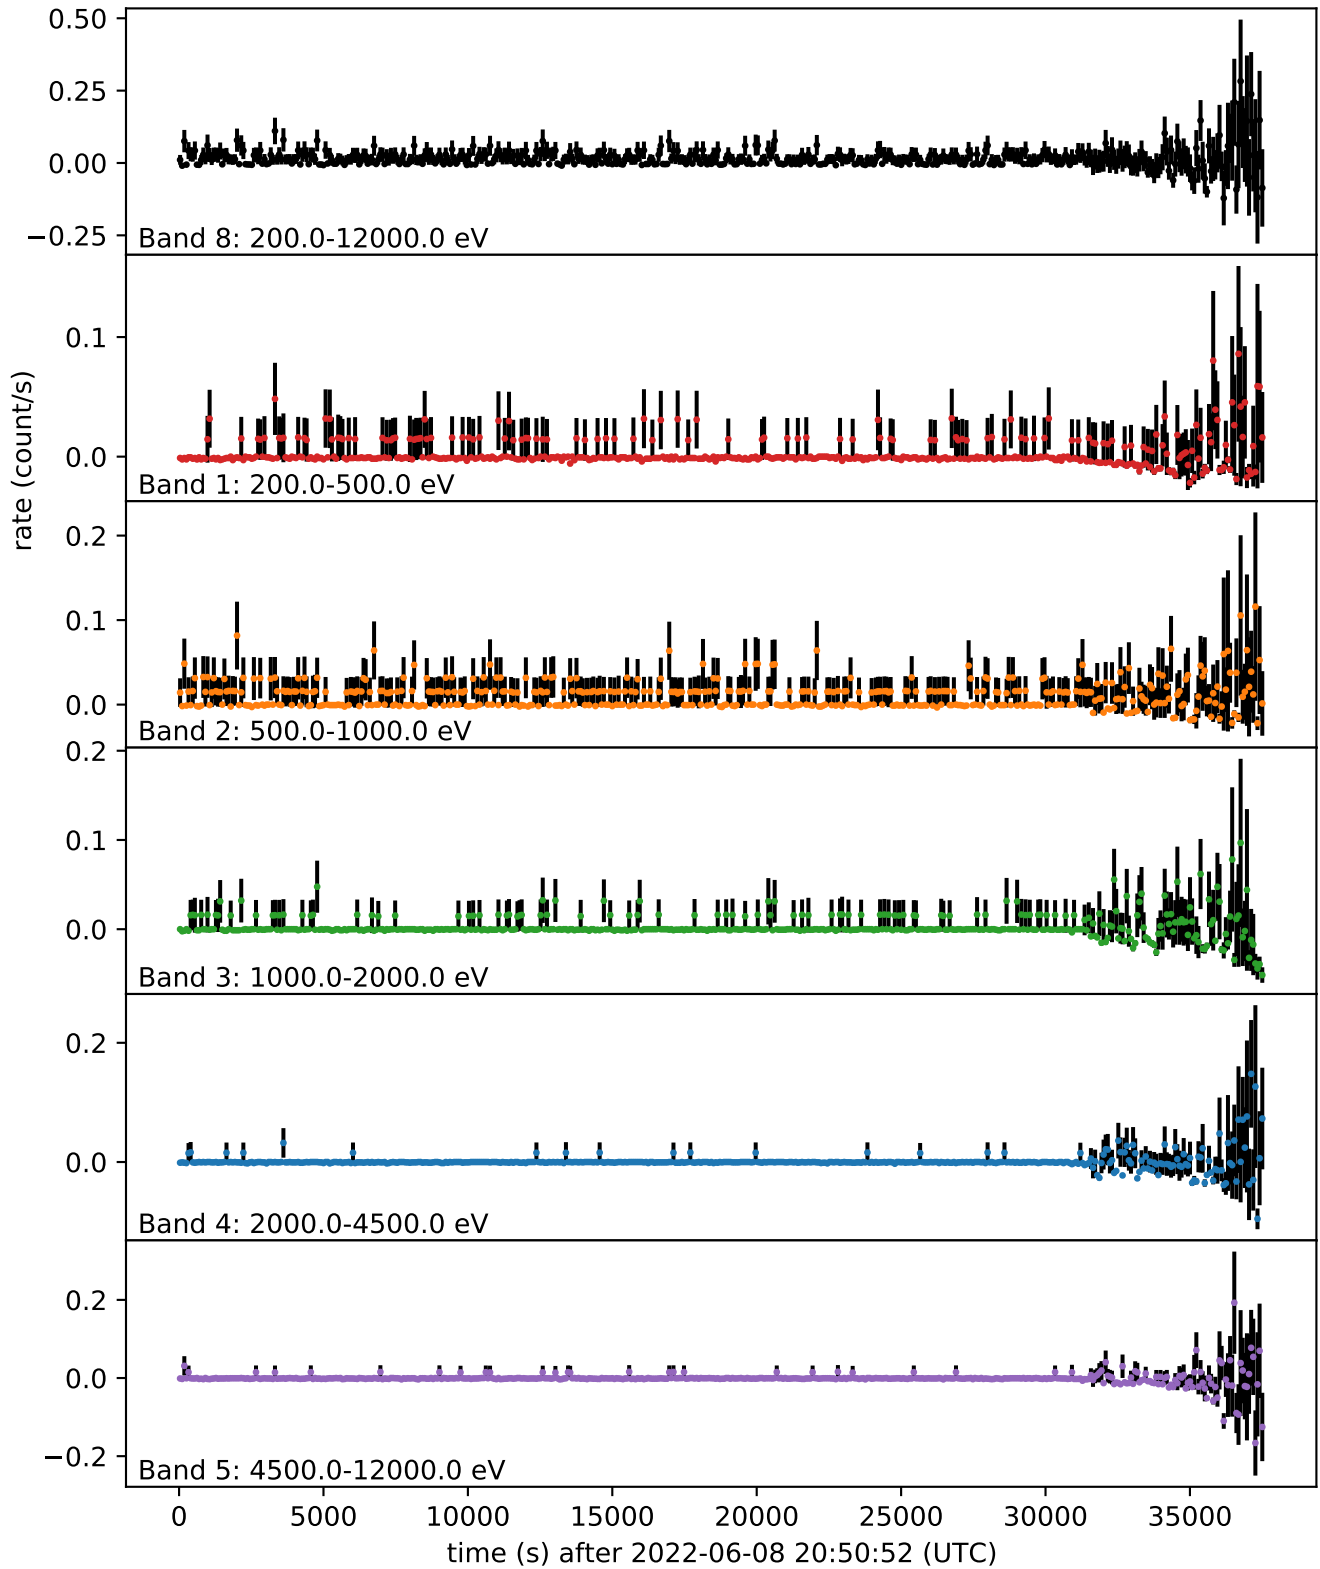 0.50
0.25
0.00
−0.25
Band 8: 200.0-12000.0 eV
0.1
0.0
Band 1: 200.0-500.0 eV
rate (count/s)
0.2
0.1
0.0
Band 2: 500.0-1000.0 eV
0.2
0.1
0.0
Band 3: 1000.0-2000.0 eV
0.2
0.0
Band 4: 2000.0-4500.0 eV
0.2
0.0
−0.2
Band 5: 4500.0-12000.0 eV
0 5000 10000 15000 20000 25000 30000 35000
time (s) after 2022-06-08 20:50:52 (UTC)